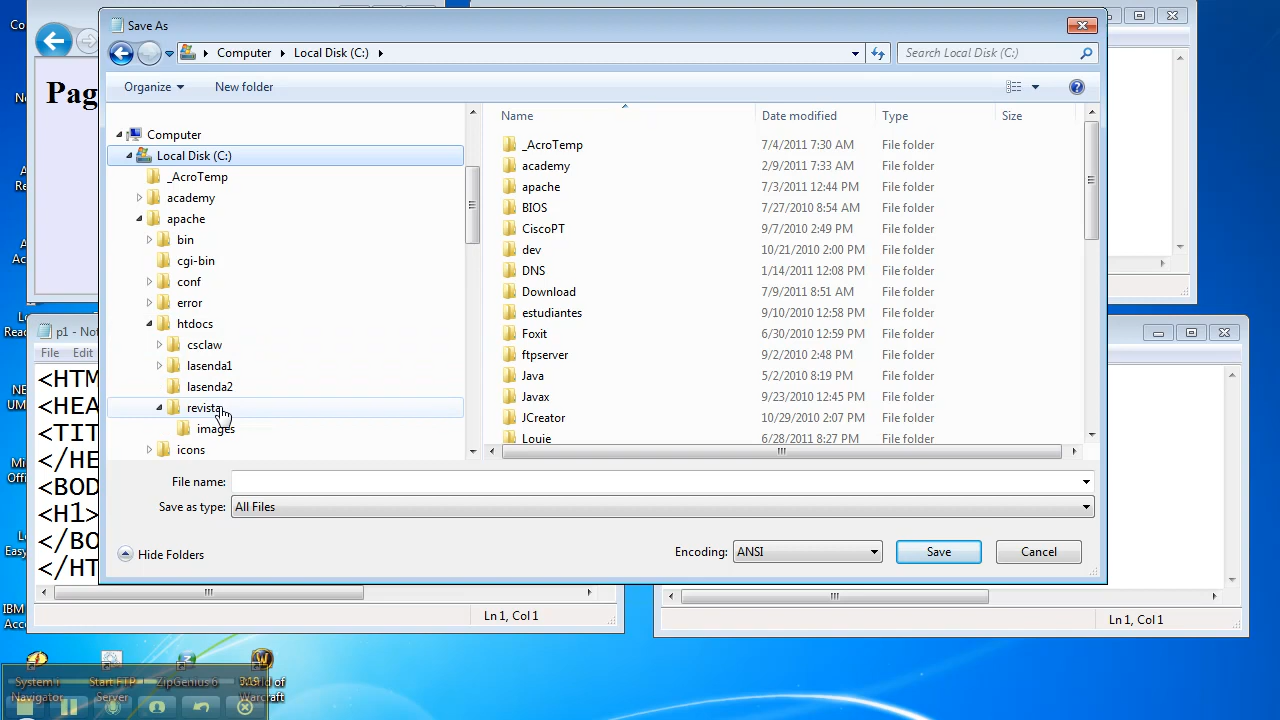 Save As
Computer
Local Disk (C:)
Search Local Disk (C:)
Organize
New folder
Computer
Local Disk (C:)
_AcroTemp
academy
apache
bin
cgi-bin
conf
error
htdocs
csclaw
lasenda1
lasenda2
revista
images
icons
Name Date modified Type Size
_AcroTemp 7/4/2011 7:30 AM File folder
academy 2/9/2011 7:33 AM File folder
apache 7/3/2011 12:44 PM File folder
BIOS 7/27/2010 8:54 AM File folder
CiscoPT 9/7/2010 2:49 PM File folder
dev 10/21/2010 2:00 PM File folder
DNS 1/14/2011 12:08 PM File folder
Download 7/9/2011 8:51 AM File folder
estudiantes 9/10/2010 12:58 PM File folder
Foxit 6/30/2010 12:59 PM File folder
ftpserver 9/2/2010 2:48 PM File folder
Java 5/2/2010 8:19 PM File folder
Javax 9/23/2010 12:45 PM File folder
JCreator 10/29/2010 2:07 PM File folder
Louie 6/28/2011 8:27 PM File folder
File name:
Save as type: All Files
Hide Folders
Encoding: ANSI
Save
Cancel
Pag
p1 - Not
File Edit
<HTM
<HEA
<TIT
</HE
<BOD
<H1>
</BO
</HT
Ln 1, Col 1
Ln 1, Col 1
System i
Navigator
Start FTP
Server
ZipGenius 6
World of
Warcraft